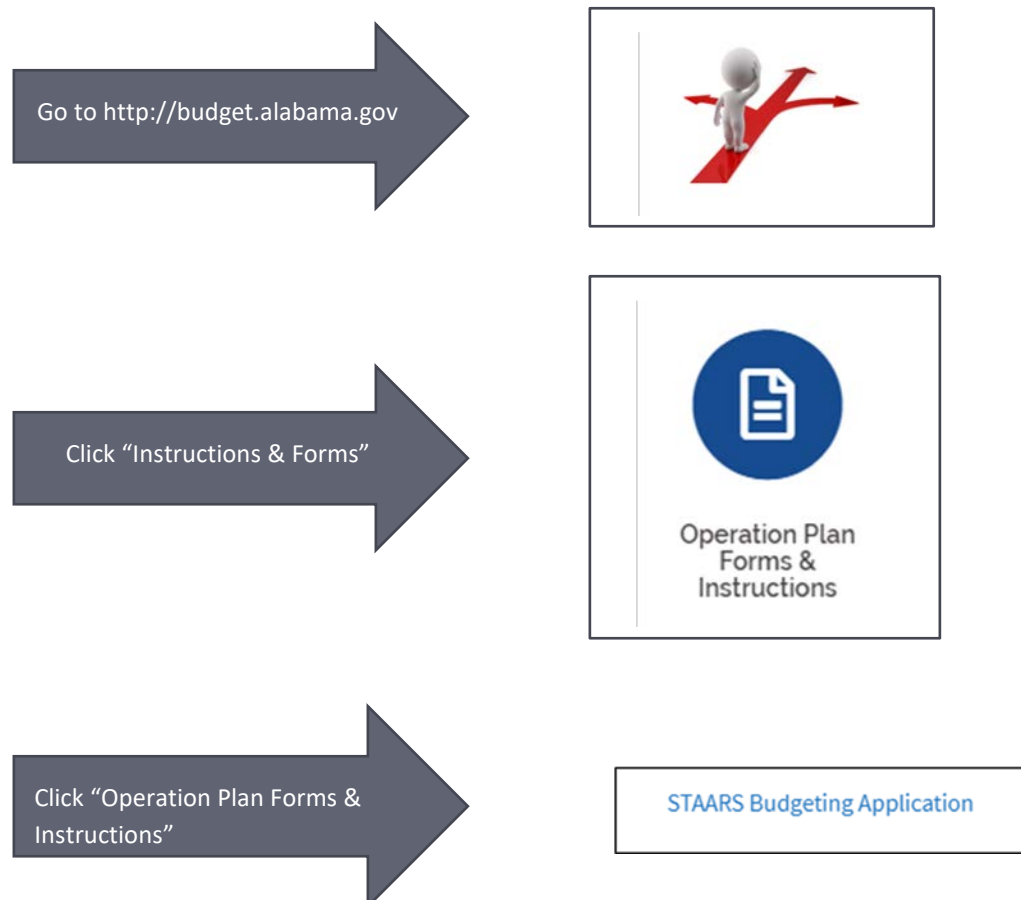 Go to http://budget.alabama.gov
Click “Instructions & Forms”
Operation Plan
Forms &
Instructions
Click “Operation Plan Forms &
Instructions”
STAARS Budgeting Application